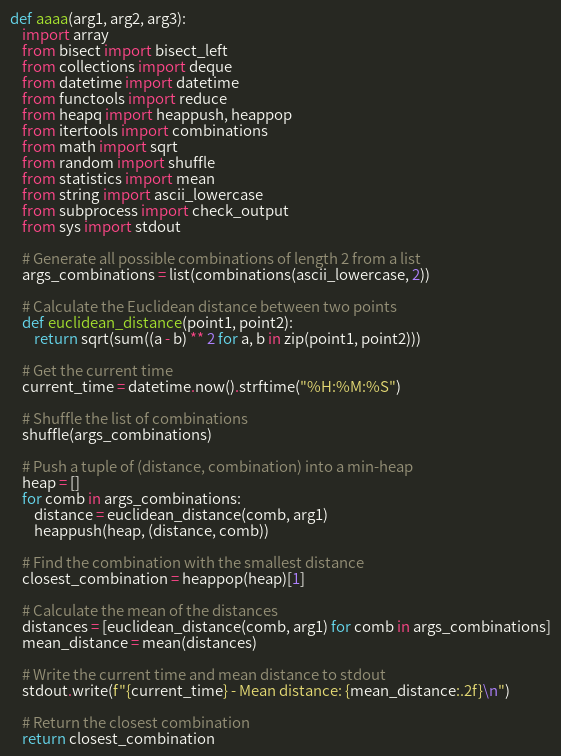 def aaaa(arg1, arg2, arg3):
    import array
    from bisect import bisect_left
    from collections import deque
    from datetime import datetime
    from functools import reduce
    from heapq import heappush, heappop
    from itertools import combinations
    from math import sqrt
    from random import shuffle
    from statistics import mean
    from string import ascii_lowercase
    from subprocess import check_output
    from sys import stdout

    # Generate all possible combinations of length 2 from a list
    args_combinations = list(combinations(ascii_lowercase, 2))

    # Calculate the Euclidean distance between two points
    def euclidean_distance(point1, point2):
        return sqrt(sum((a - b) ** 2 for a, b in zip(point1, point2)))

    # Get the current time
    current_time = datetime.now().strftime("%H:%M:%S")

    # Shuffle the list of combinations
    shuffle(args_combinations)

    # Push a tuple of (distance, combination) into a min-heap
    heap = []
    for comb in args_combinations:
        distance = euclidean_distance(comb, arg1)
        heappush(heap, (distance, comb))

    # Find the combination with the smallest distance
    closest_combination = heappop(heap)[1]

    # Calculate the mean of the distances
    distances = [euclidean_distance(comb, arg1) for comb in args_combinations]
    mean_distance = mean(distances)

    # Write the current time and mean distance to stdout
    stdout.write(f"{current_time} - Mean distance: {mean_distance:.2f}\n")

    # Return the closest combination
    return closest_combination